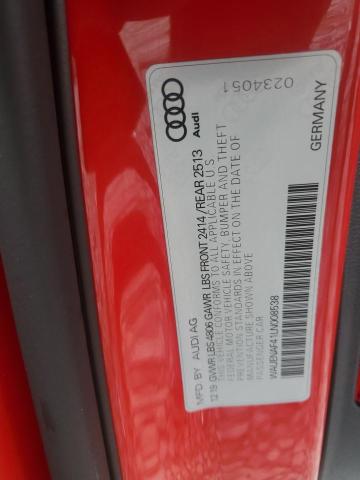 MFD BY AUDI AG
12 19 GVWR LBS 4806 GAWR LBS FRONT 2414 / REAR 2513
THIS VEHICLE CONFORMS TO ALL APPLICABLE U S
FEDERAL MOTOR VEHICLE SAFETY, BUMPER AND THEFT
PREVENTION STANDARDS IN EFFECT ON THE DATE OF
MANUFACTURE SHOWN ABOVE
PASSENGER CAR
WAUENAF41LN008538
Audi
0234051
GERMANY